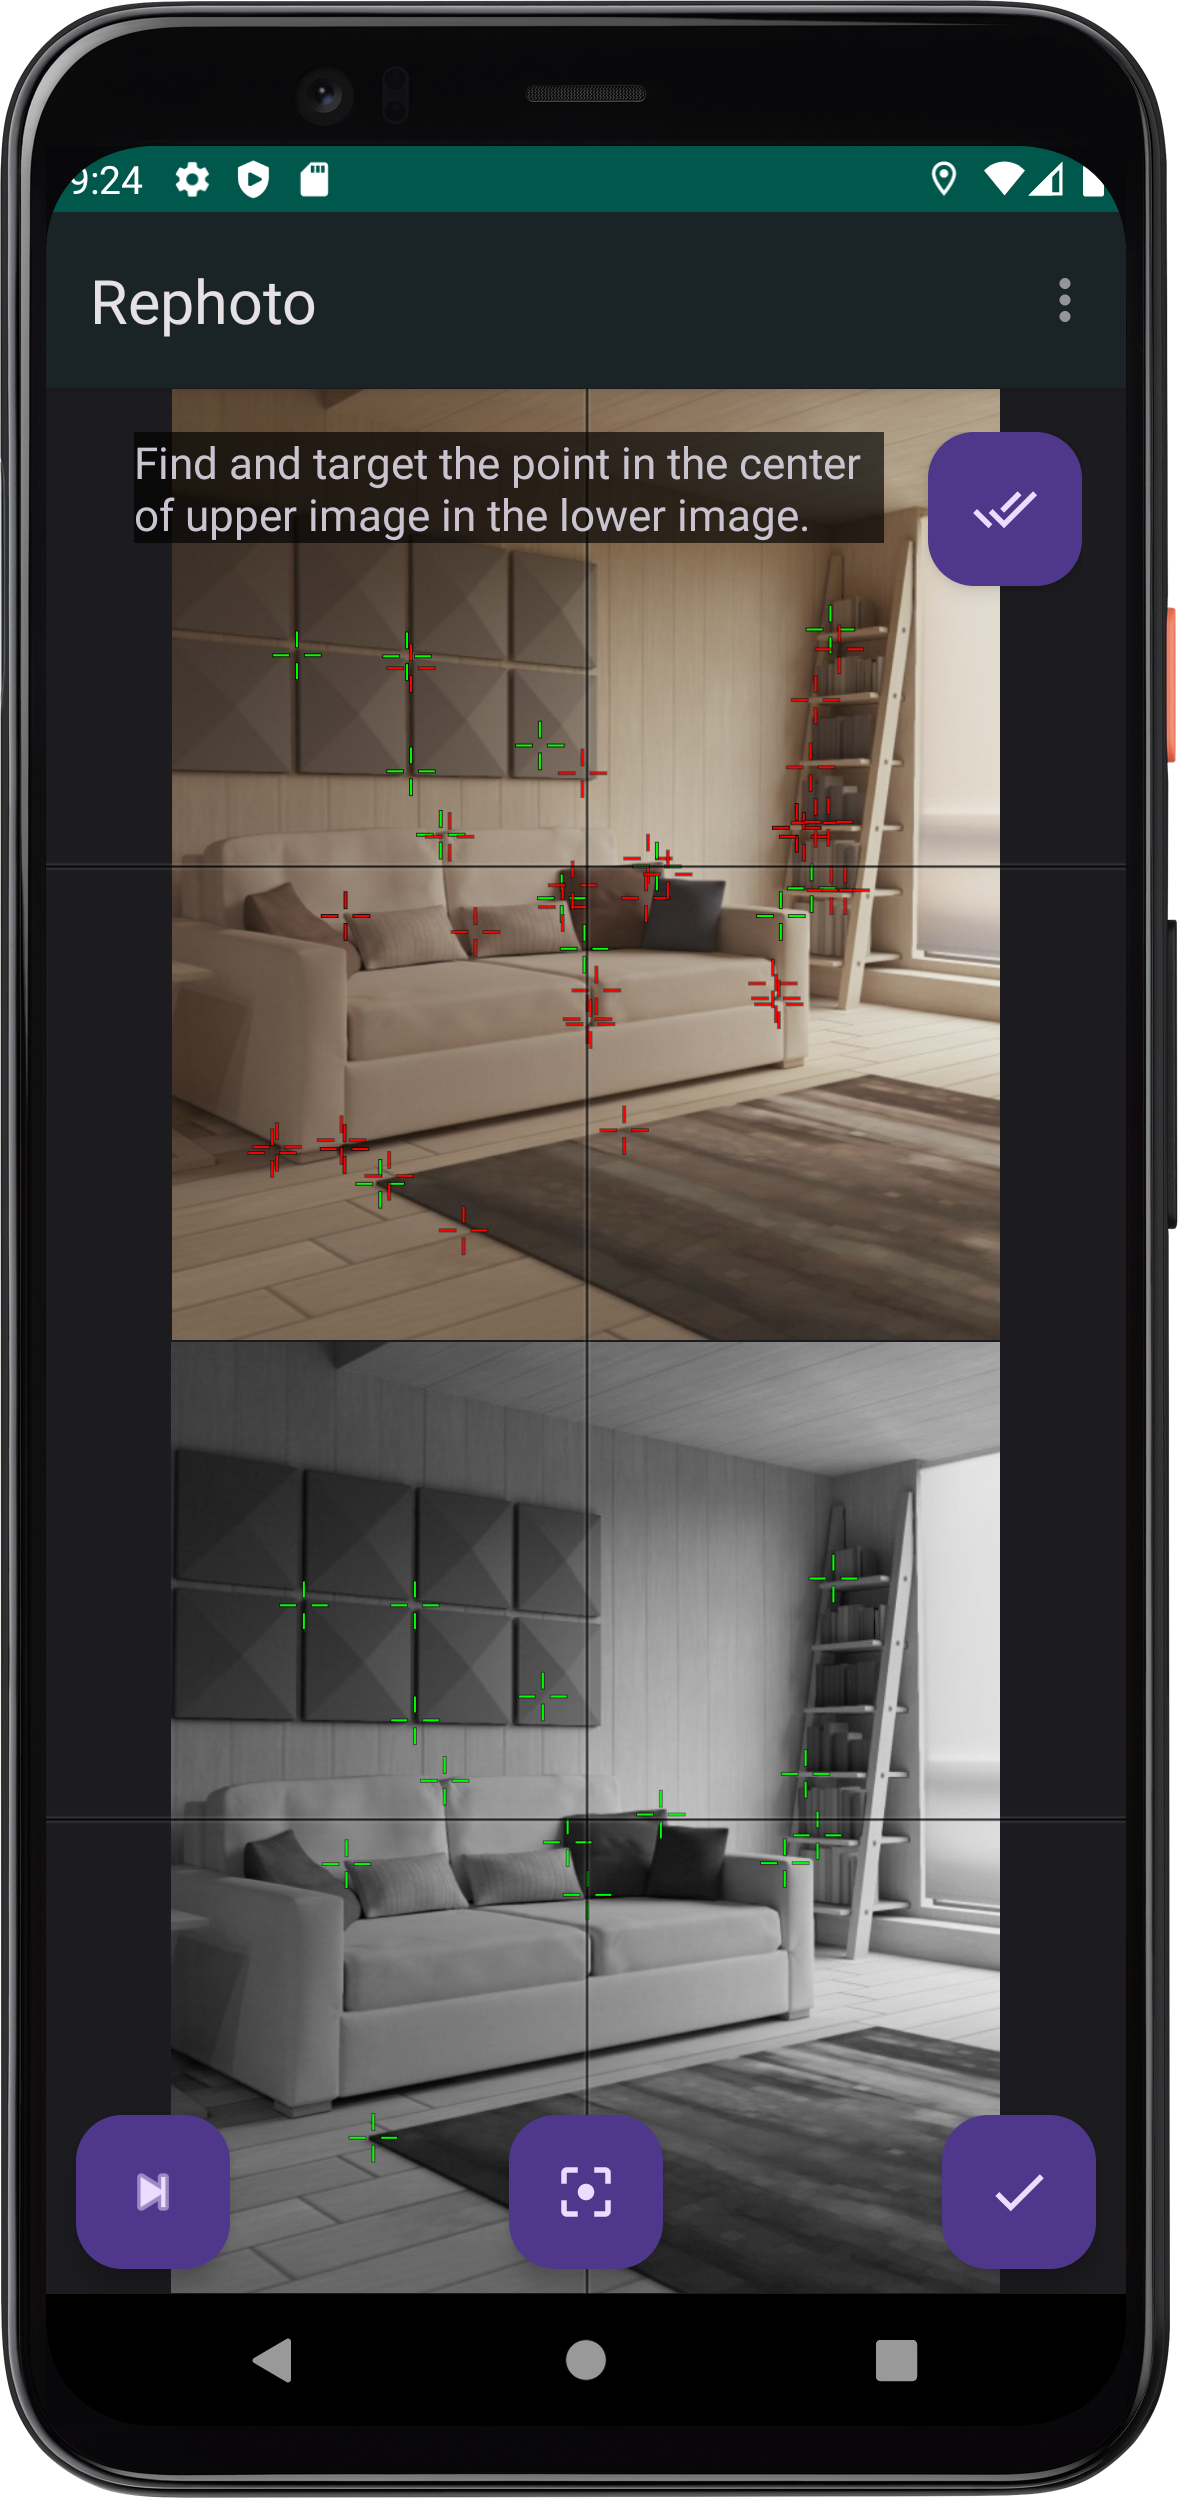 9:24
Rephoto
Find and target the point in the center
of upper image in the lower image.